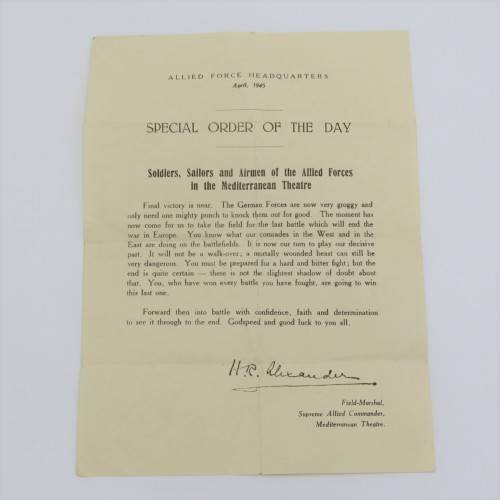 ALLIED FORCE HEADQUARTERS
April, 1945
SPECIAL ORDER OF THE DAY
Soldiers, Sailors and Airmen of the Allied Forces
in the Mediterranean Theatre
Final victory is near. The German Forces are now very groggy and
only need one mighty punch to knock them out for good. The moment has
now come for us to take the field for the last battle which will end the
war in Europe. You know what our comrades in the West and in the
East are doing on the battlefields. It is now our turn to play our decisive
part. It will not be a walk-over; a mortally wounded beast can still be
very dangerous. You must be prepared for a hard and bitter fight; but the
end is quite certain — there is not the slightest shadow of doubt about
that. You, who have won every battle you have fought, are going to win
this last one.
Forward then into battle with confidence, faith and determination
to see it through to the end. Godspeed and good luck to you all.
H.R. Alexander
Field-Marshal,
Supreme Allied Commander,
Mediterranean Theatre.